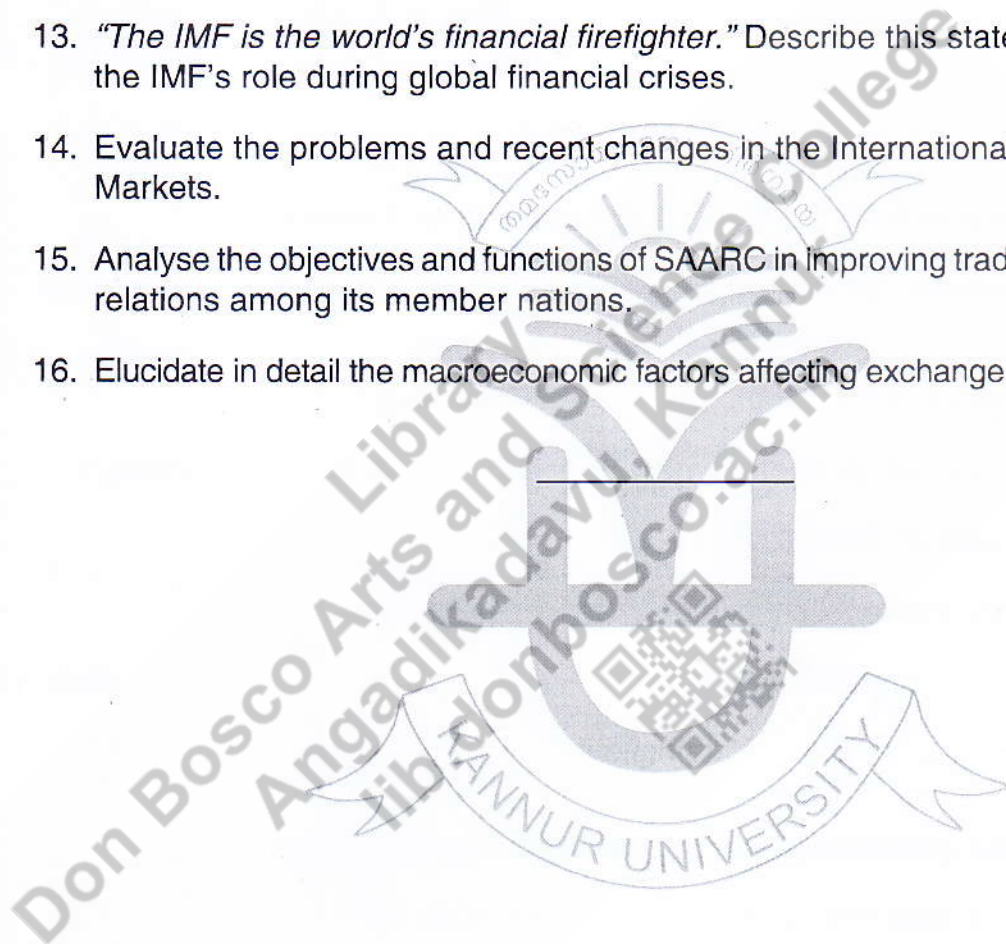 13. "The IMF is the world's financial firefighter." Describe this
the IMF's role during global financial crises.
14. Evaluate the problems and recent changes in the
Markets.
15. Analyse the objectives and functions of SAARC in improving
relations among its member nations.
16. Elucidate in detail the macroeconomic factors affecting exchange
Library
Don Bosco Arts and Science College
Angadikadavu, Kannur
libdonbosco.ac.in
KANNUR UNIVERSITY